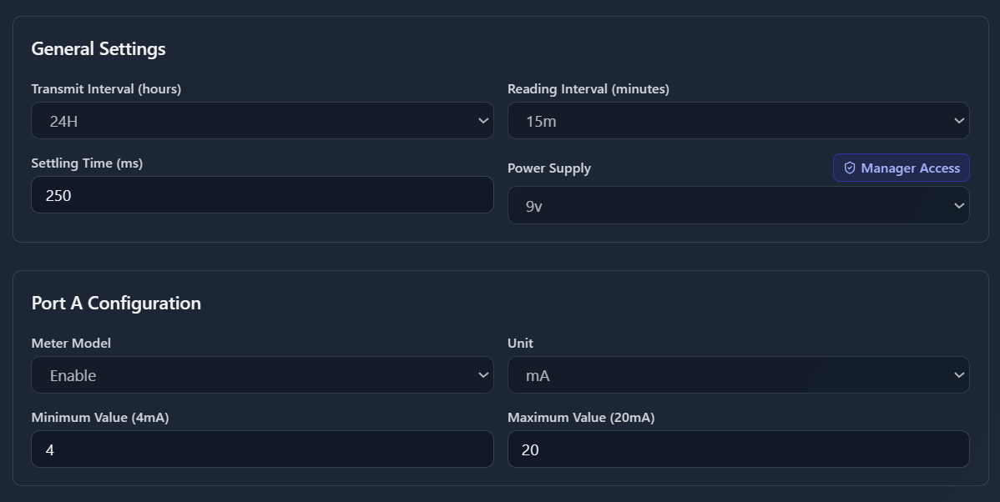 General Settings
Transmit Interval (hours)
24H
Reading Interval (minutes)
15m
Settling Time (ms)
250
Power Supply
Manager Access
9v
Port A Configuration
Meter Model
Enable
Unit
mA
Minimum Value (4mA)
4
Maximum Value (20mA)
20